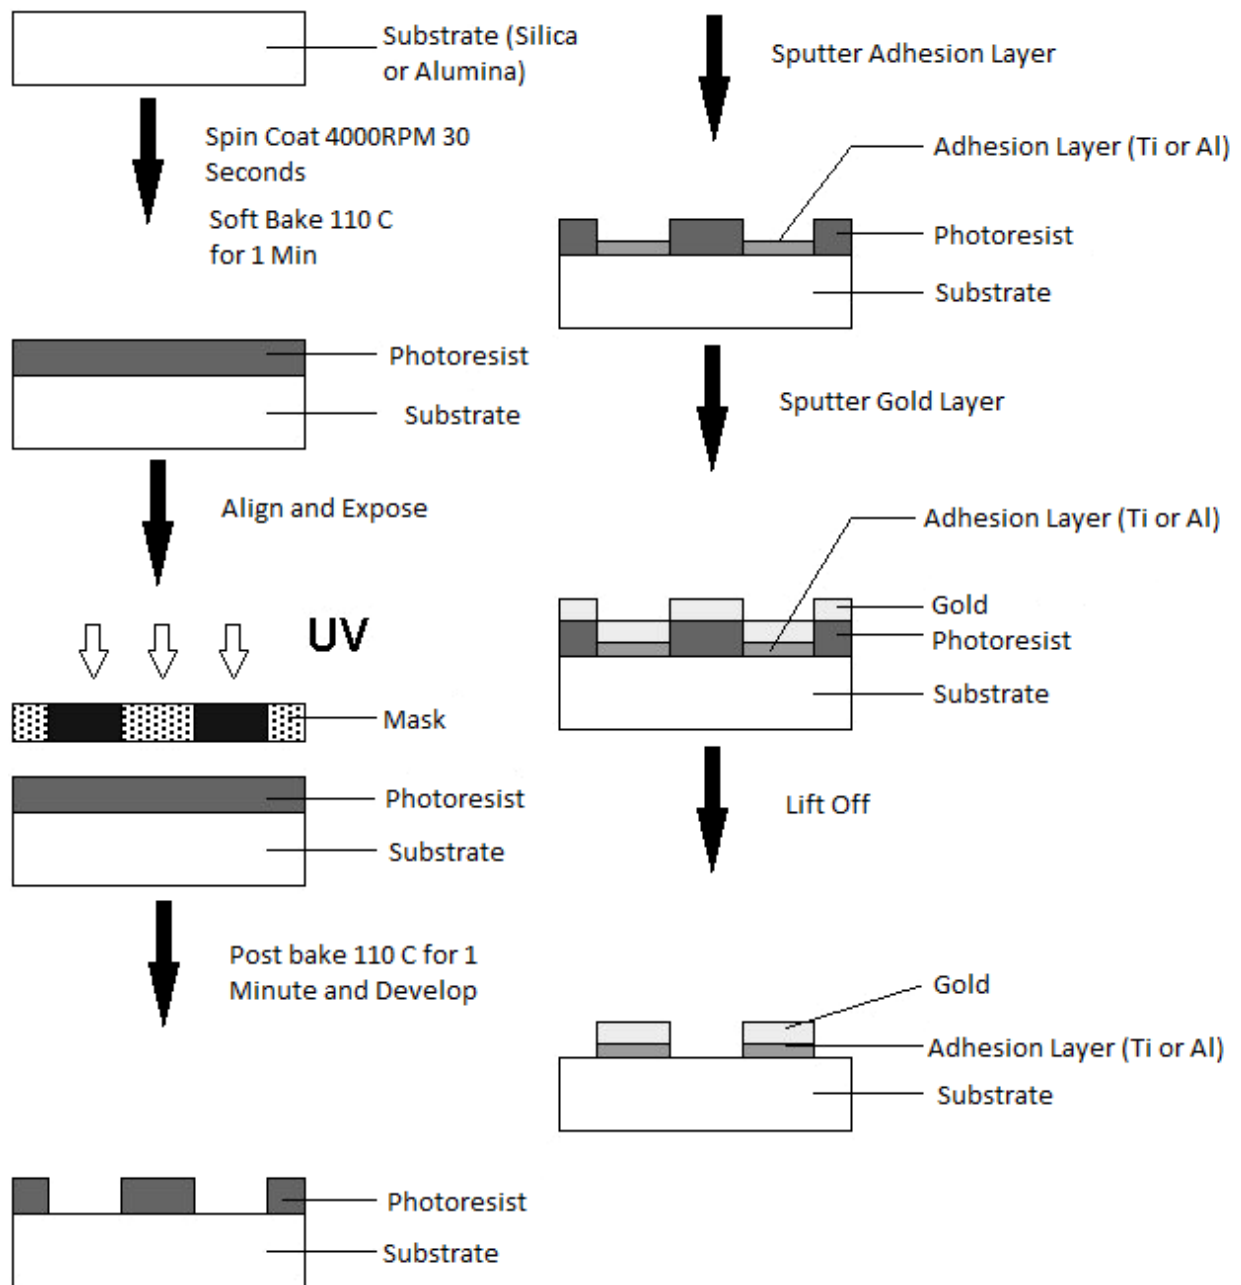 Substrate (Silica
or Alumina)
Spin Coat 4000RPM 30
Seconds
Soft Bake 110 C
for 1 Min
Photoresist
Substrate
Align and Expose
UV
Mask
Photoresist
Substrate
Post bake 110 C for 1
Minute and Develop
Photoresist
Substrate
Sputter Adhesion Layer
Adhesion Layer (Ti or Al)
Photoresist
Substrate
Sputter Gold Layer
Adhesion Layer (Ti or Al)
Gold
Photoresist
Substrate
Lift Off
Gold
Adhesion Layer (Ti or Al)
Substrate